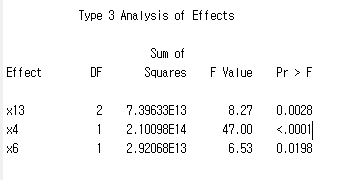 Type 3 Analysis of Effects
Sum of
Effect DF Squares F Value Pr > F
x13 2 7.39633E13 8.27 0.0028
x4 1 2.10098E14 47.00 <.0001
x6 1 2.92068E13 6.53 0.0198